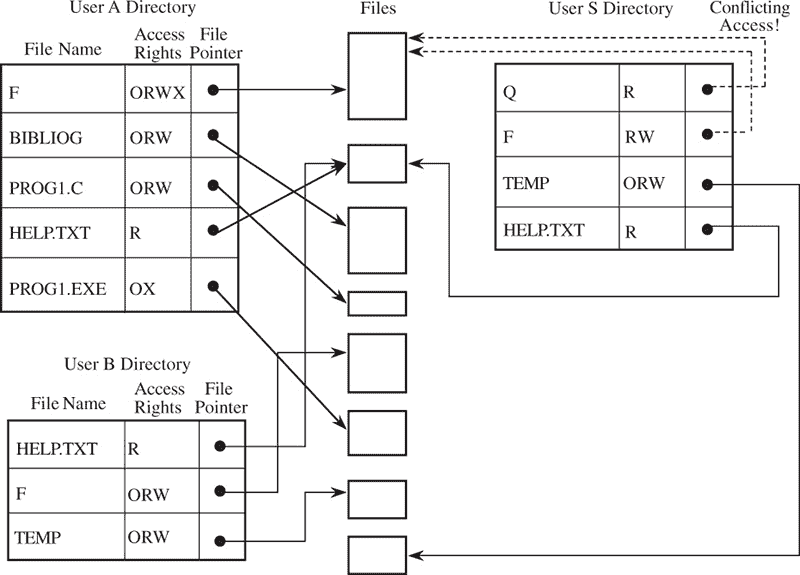 User A Directory
File Name
Access
Rights
File
Pointer
F ORWX
BIBLIOG ORW
PROG1.C ORW
HELP.TXT R
PROG1.EXE OX
User B Directory
File Name
Access
Rights
File
Pointer
HELP.TXT R
F ORW
TEMP ORW
Files
User S Directory
Conflicting
Access!
Q R
F RW
TEMP ORW
HELP.TXT R